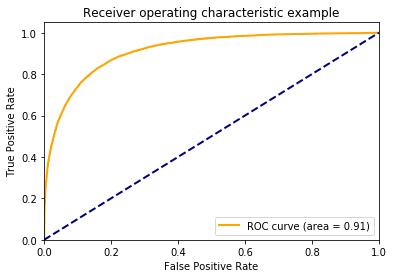 Receiver operating characteristic example
True Positive Rate
1.0
0.8
0.6
0.4
0.2
0.0
ROC curve (area = 0.91)
0.0 0.2 0.4 0.6 0.8 1.0
False Positive Rate